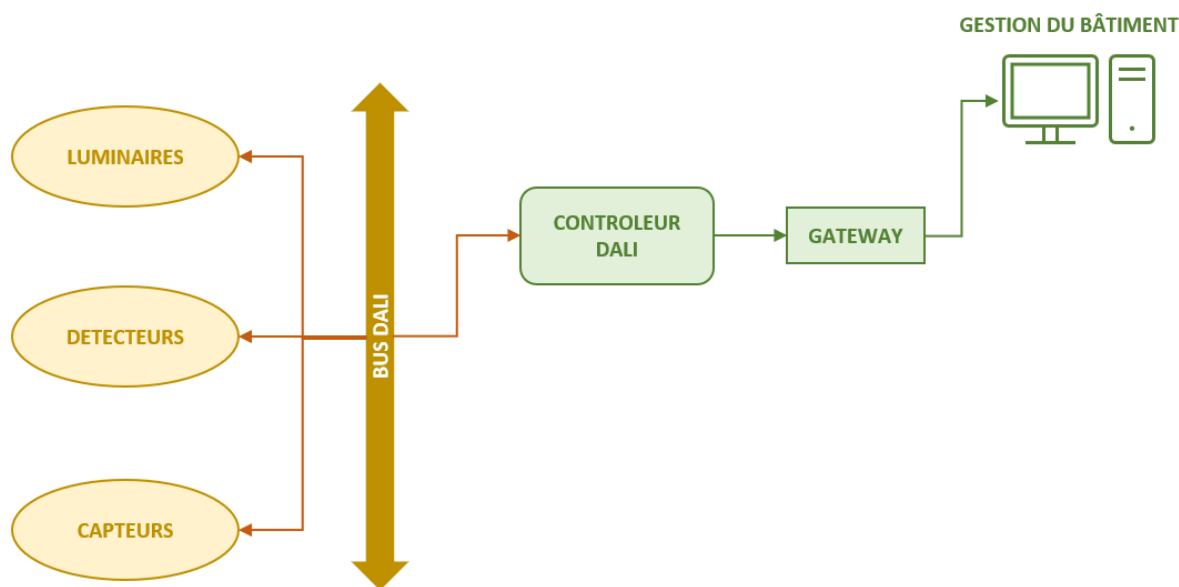 GESTION DU BÂTIMENT
LUMINAIRES
DETECTEURS
CAPTEURS
BUS DALI
CONTROLEUR
DALI
GATEWAY